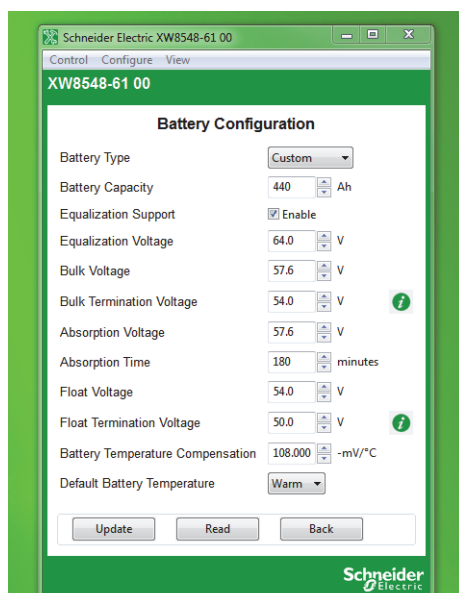 Schneider Electric XW8548-61 00
Control Configure View
XW8548-61 00
Battery Configuration
Battery Type Custom
Battery Capacity 440 Ah
Equalization Support Enable
Equalization Voltage 64.0 V
Bulk Voltage 57.6 V
Bulk Termination Voltage 54.0 V i
Absorption Voltage 57.6 V
Absorption Time 180 minutes
Float Voltage 54.0 V
Float Termination Voltage 50.0 V i
Battery Temperature Compensation 108.000 -mV/°C
Default Battery Temperature Warm
Update Read Back
Schneider
Electric